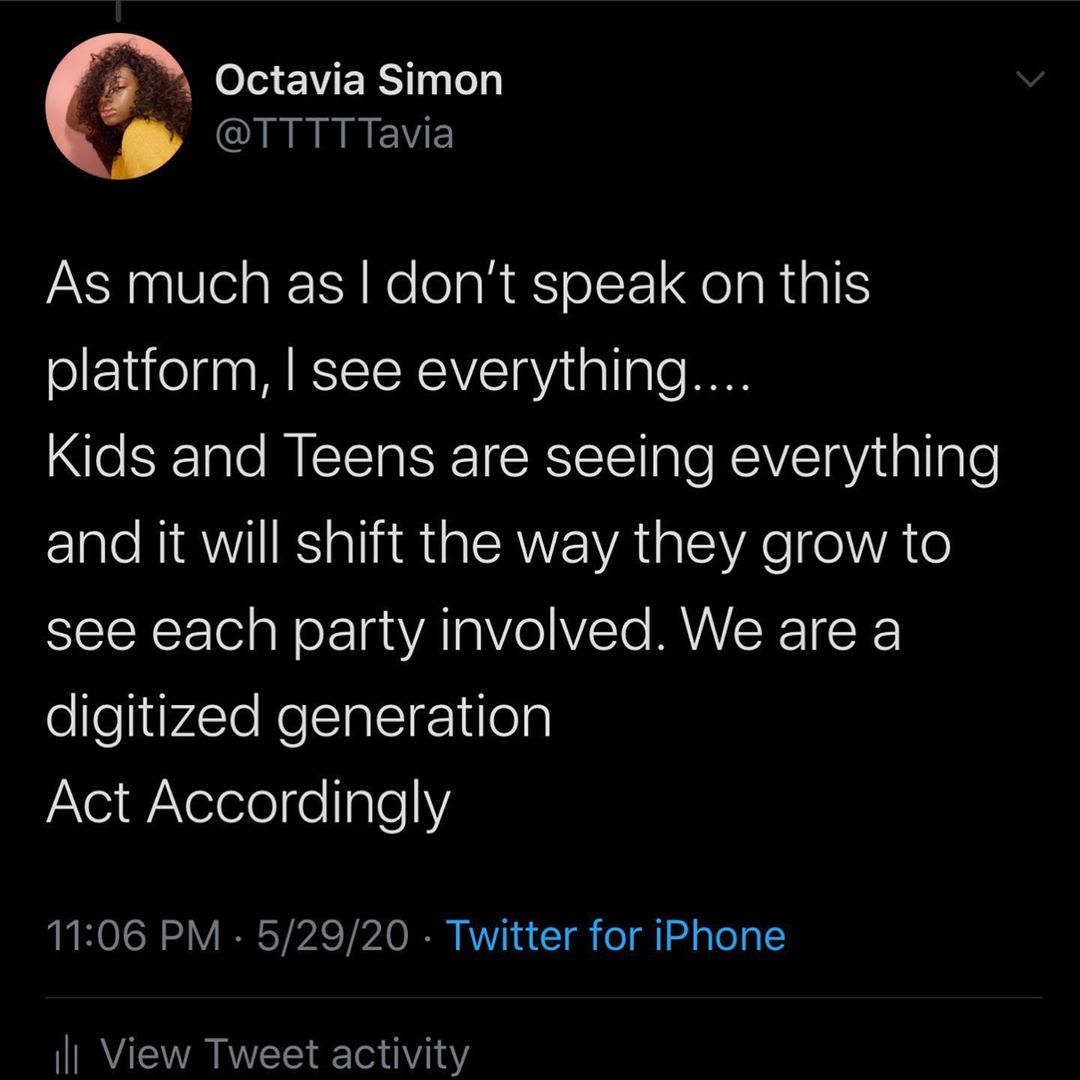 Octavia Simon
@TTTTTavia
As much as I don’t speak on this
platform, I see everything....
Kids and Teens are seeing everything
and it will shift the way they grow to
see each party involved. We are a
digitized generation
Act Accordingly
11:06 PM · 5/29/20 · Twitter for iPhone
View Tweet activity